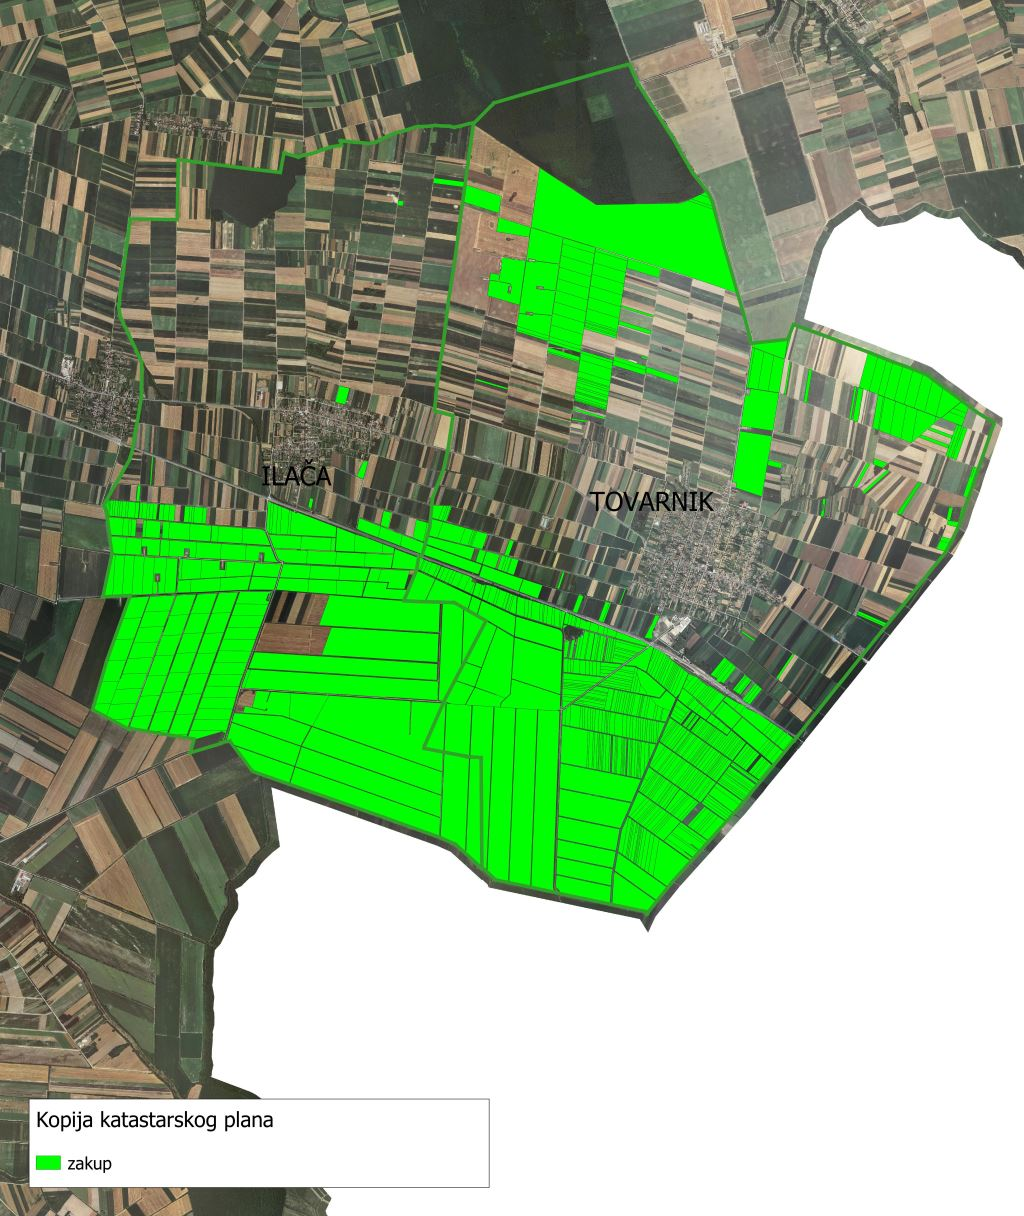 ILAČA
TOVARNIK
Kopija katastarskog plana
zakup